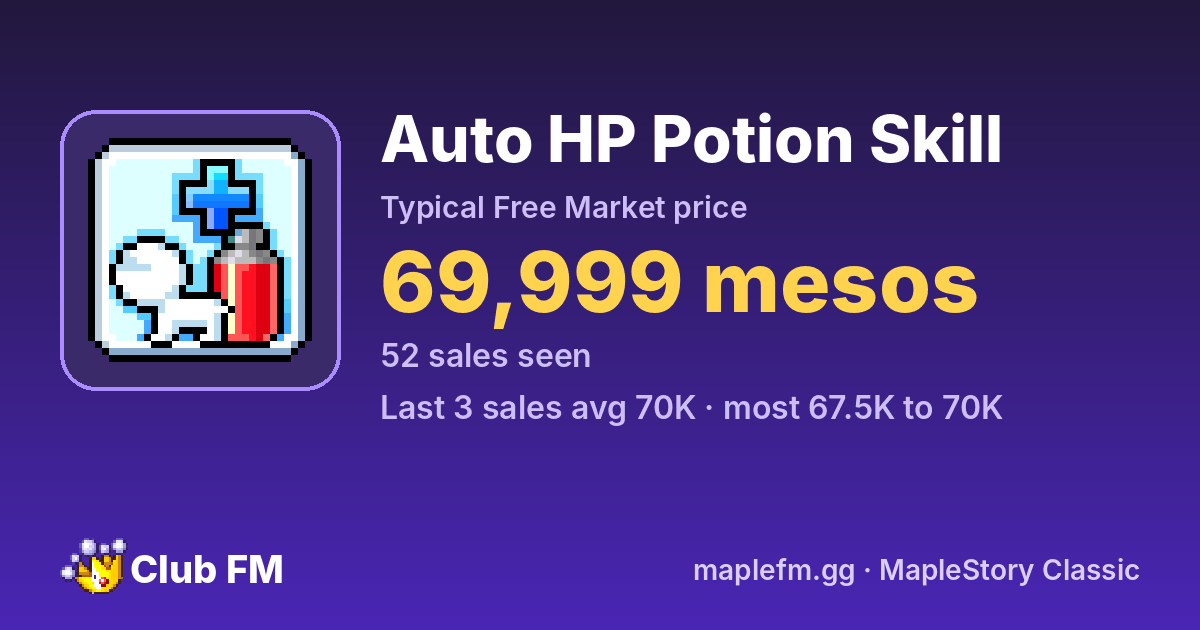 Auto HP Potion Skill
Typical Free Market price
69,999 mesos
52 sales seen
Last 3 sales avg 70K · most 67.5K to 70K
Club FM
maplefm.gg · MapleStory Classic